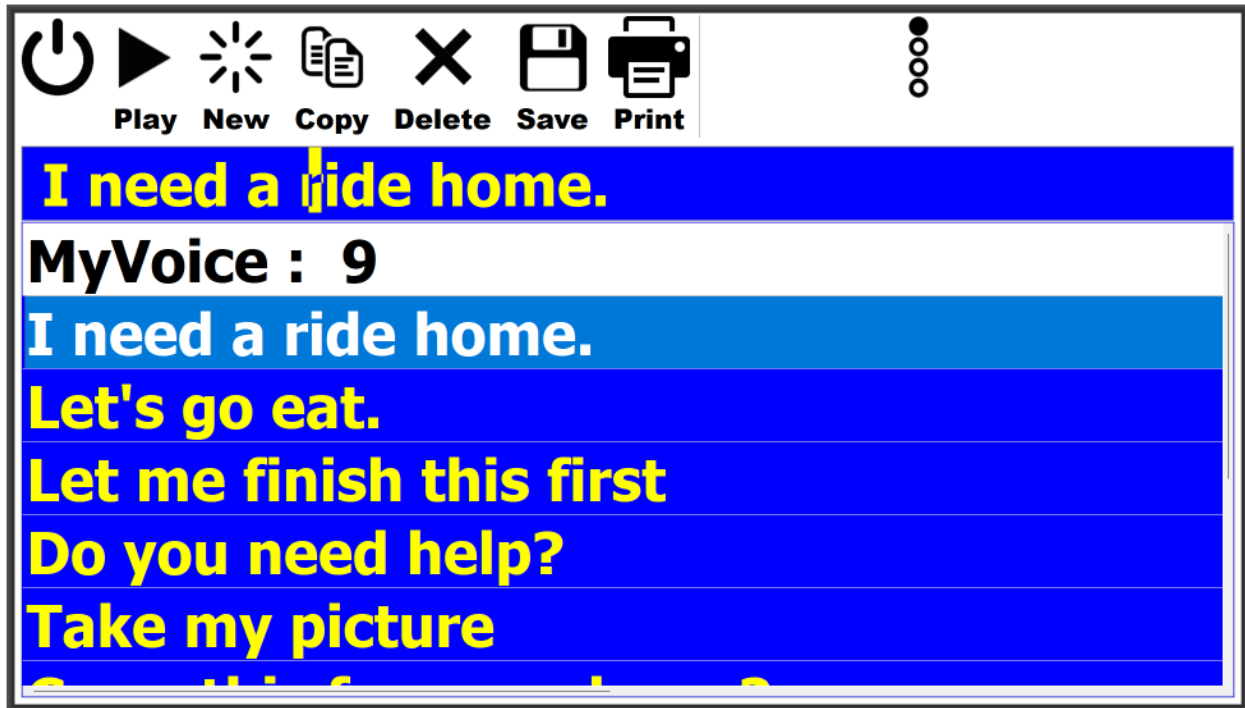 Play New Copy Delete Save Print
I need a ride home.
MyVoice : 9
I need a ride home.
Let's go eat.
Let me finish this first
Do you need help?
Take my picture